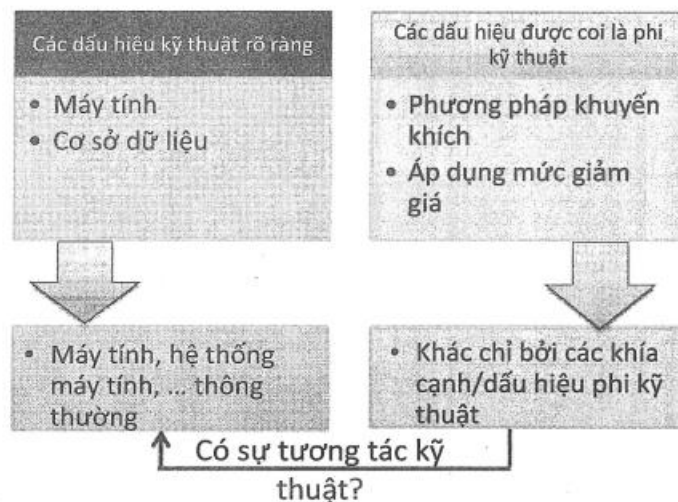 Các dấu hiệu kỹ thuật rõ ràng
• Máy tính
• Cơ sở dữ liệu
Các dấu hiệu được coi là phi
kỹ thuật
• Phương pháp khuyến
khích
• Áp dụng mức giảm
giá
• Máy tính, hệ thống
máy tính, ... thông
thường
• Khác chỉ bởi các khía
cạnh/dấu hiệu phi kỹ
thuật
Có sự tương tác kỹ
thuật?